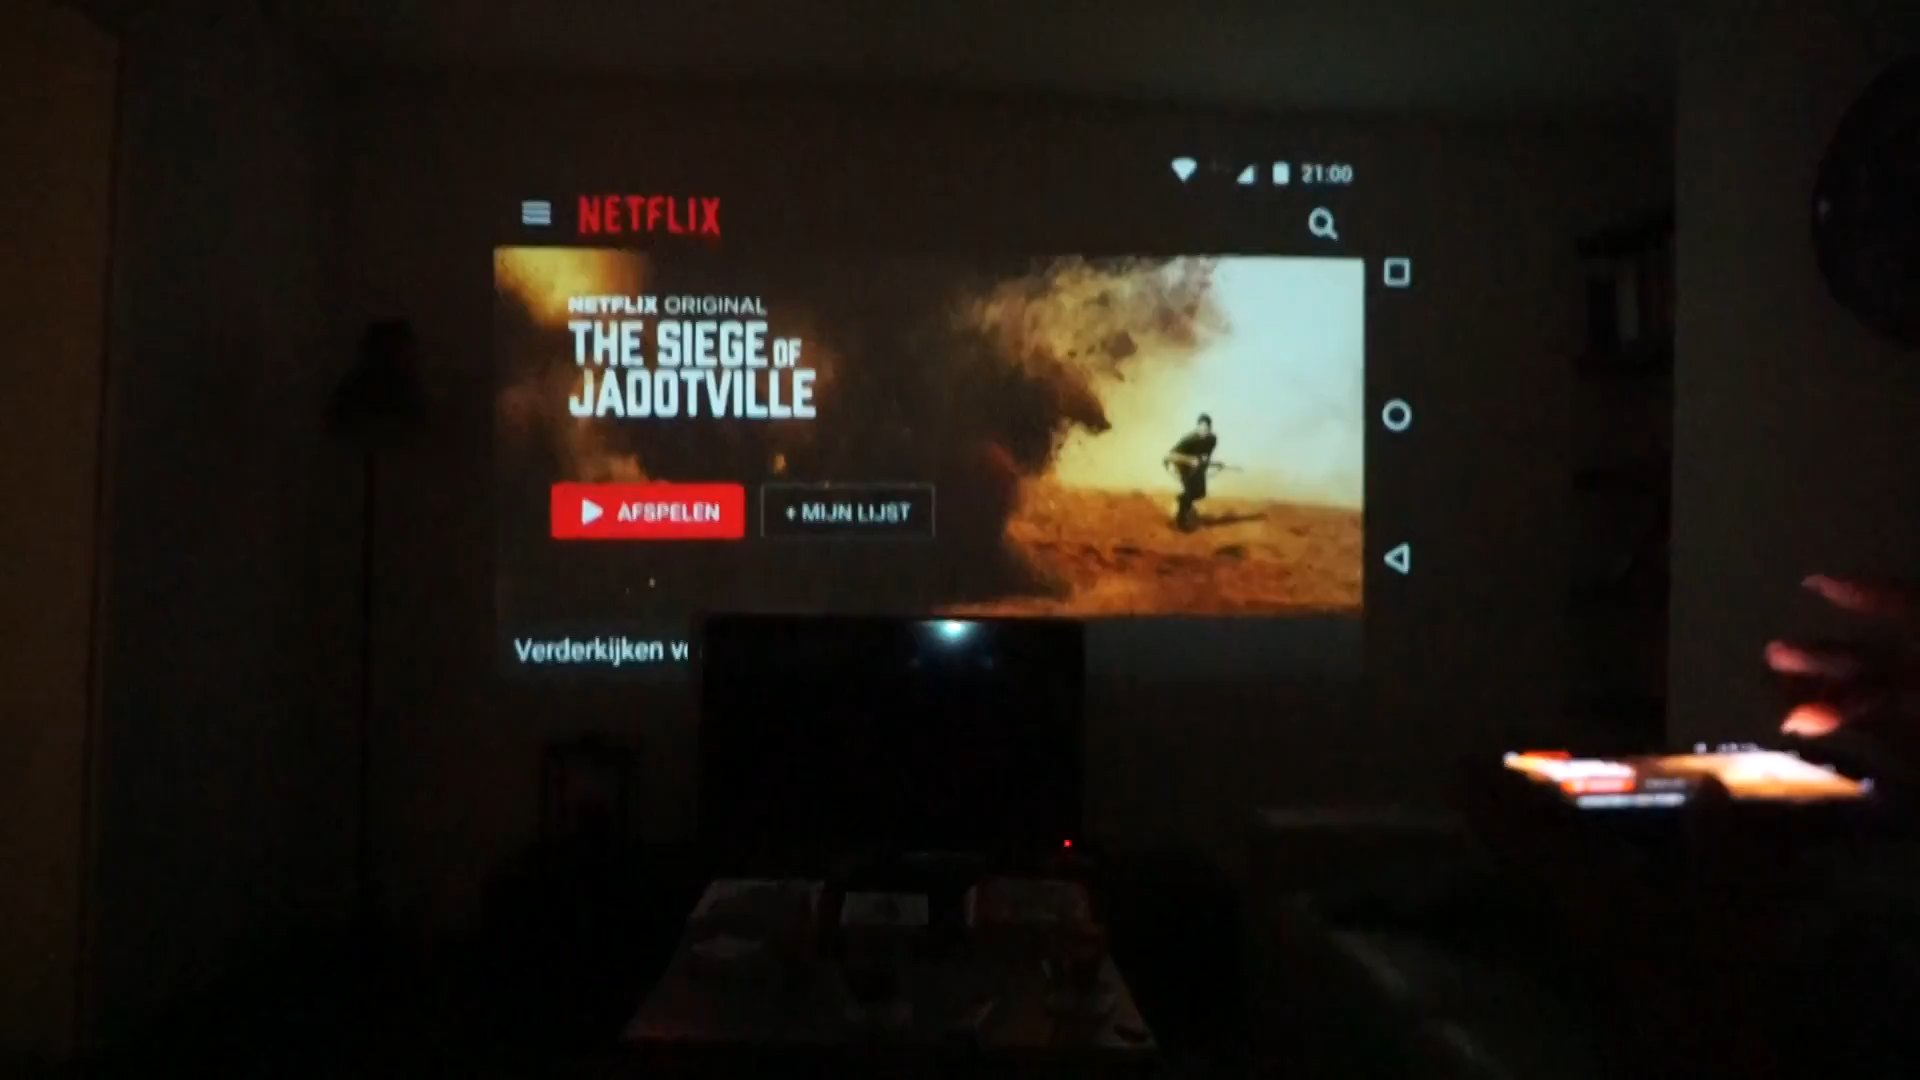 21:00
NETFLIX
NETFLIX ORIGINAL
THE SIEGE OF
JADOTVILLE
AFSPELEN
+ MIJN LIJST
Verderkijken